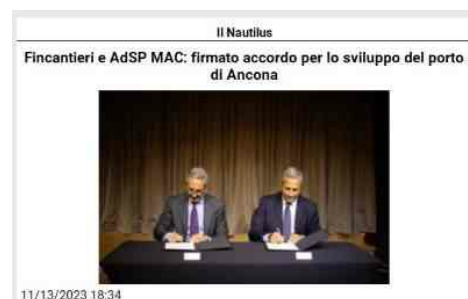 Il Nautilus
Fincantieri e AdSP MAC: firmato accordo per lo sviluppo del porto
di Ancona
11/13/2023 18:34